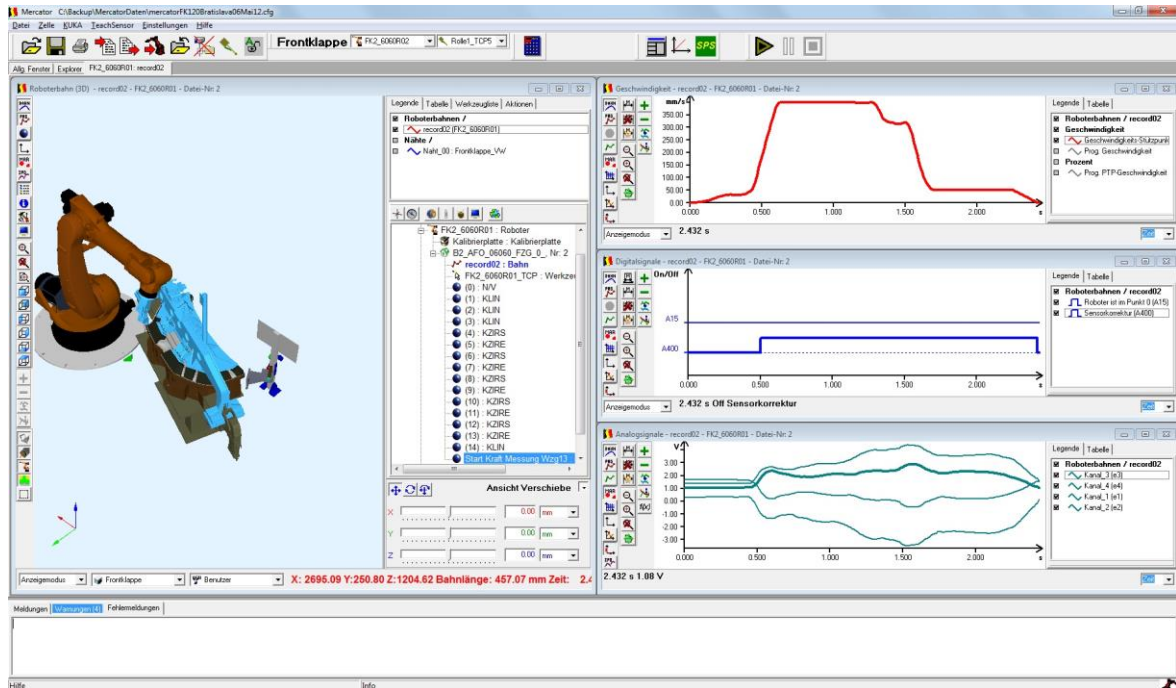 Mercator C:\Backup\MercatorDaten\mercatorFK120Bratislava06Mai12.cfg
Datei Zelle KUKA TeachSensor Einstellungen Hilfe
Frontklappe FK2_6060R02 Rolle1_TCP5 SPS
Allg. Fenster Explorer FK2_6060R01: record02
Roboterbahn (3D) - record02 - FK2_6060R01 - Datei-Nr: 2
Legende Tabelle Werkzeugliste Aktionen
Roboterbahnen /
record02 (FK2_6060R01)
Nähte /
Naht_00 : Frontklappe_VW
FK2_6060R01 : Roboter
Kalibrierplatte : Kalibrierplatte
B2_AFO_06060_FZG_0_, Nr: 2
record02 : Bahn
FK2_6060R01_TCP : Werkzeu
(0) : N/V
(1) : KLIN
(2) : KLIN
(3) : KLIN
(4) : KZIRS
(5) : KZIRE
(6) : KZIRS
(7) : KZIRE
(8) : KZIRS
(9) : KZIRE
(10) : KZIRS
(11) : KZIRE
(12) : KZIRS
(13) : KZIRE
(14) : KLIN
Start Kraft Messung Wzg13
Ansicht Verschiebe
X 0.00 mm
Y 0.00 mm
Z 0.00 mm
Anzeigemodus Frontklappe Benutzer X: 2695.09 Y:250.80 Z:1204.62 Bahnlänge: 457.07 mm Zeit: 2.4
Geschwindigkeit - record02 - FK2_6060R01 - Datei-Nr: 2
mm/s
350.00
300.00
250.00
200.00
150.00
100.00
50.00
0.000 0.500 1.000 1.500 2.000 s
Legende Tabelle
Roboterbahnen / record02
Geschwindigkeit
Geschwindigkeits-Stützpunkt
Prog. Geschwindigkeit
Prozent
Prog. PTP-Geschwindigkeit
Anzeigemodus 2.432 s
Digitalsignale - record02 - FK2_6060R01 - Datei-Nr: 2
On/Off
A15
A400
0.000 0.500 1.000 1.500 2.000 s
Legende Tabelle
Roboterbahnen / record02
Roboter ist im Punkt 0 (A15)
Sensorkorrektur (A400)
Anzeigemodus 2.432 s Off Sensorkorrektur
Analogsignale - record02 - FK2_6060R01 - Datei-Nr: 2
V
3.00
2.00
1.00
0.00
-1.00
-2.00
-3.00
0.000 0.500 1.000 1.500 2.000 s
Legende Tabelle
Roboterbahnen / record02
Kanal_3 (e3)
Kanal_4 (e4)
Kanal_1 (e1)
Kanal_2 (e2)
2.432 s 1.08 V
Meldungen Warnungen (4) Fehlermeldungen
Hilfe Info